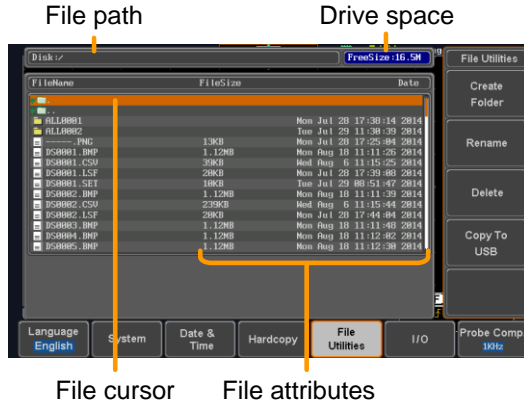 File path
Drive space
Disk:/
FreeSize:16.5M
File Utilities
FileName FileSize Date
.
..
ALL0001 Mon Jul 28 17:38:14 2014
ALL0002 Tue Jul 29 11:30:39 2014
-----.PNG 13KB Mon Jul 28 17:25:04 2014
DS0001.BMP 1.12MB Mon Aug 18 11:11:26 2014
DS0001.CSV 39KB Wed Aug 6 11:15:25 2014
DS0001.LSF 20KB Mon Jul 28 17:39:08 2014
DS0001.SET 10KB Tue Jul 29 08:51:47 2014
DS0002.BMP 1.12MB Mon Aug 18 11:11:39 2014
DS0002.CSV 239KB Wed Aug 6 11:15:44 2014
DS0002.LSF 20KB Mon Jul 28 17:44:04 2014
DS0003.BMP 1.12MB Mon Aug 18 11:11:48 2014
DS0004.BMP 1.12MB Mon Aug 18 11:12:02 2014
DS0005.BMP 1.12MB Mon Aug 18 11:12:30 2014
Create
Folder
Rename
Delete
Copy To
USB
Language
English
System
Date &
Time
Hardcopy
File
Utilities
I/O
Probe Comp
1KHz
File cursor
File attributes